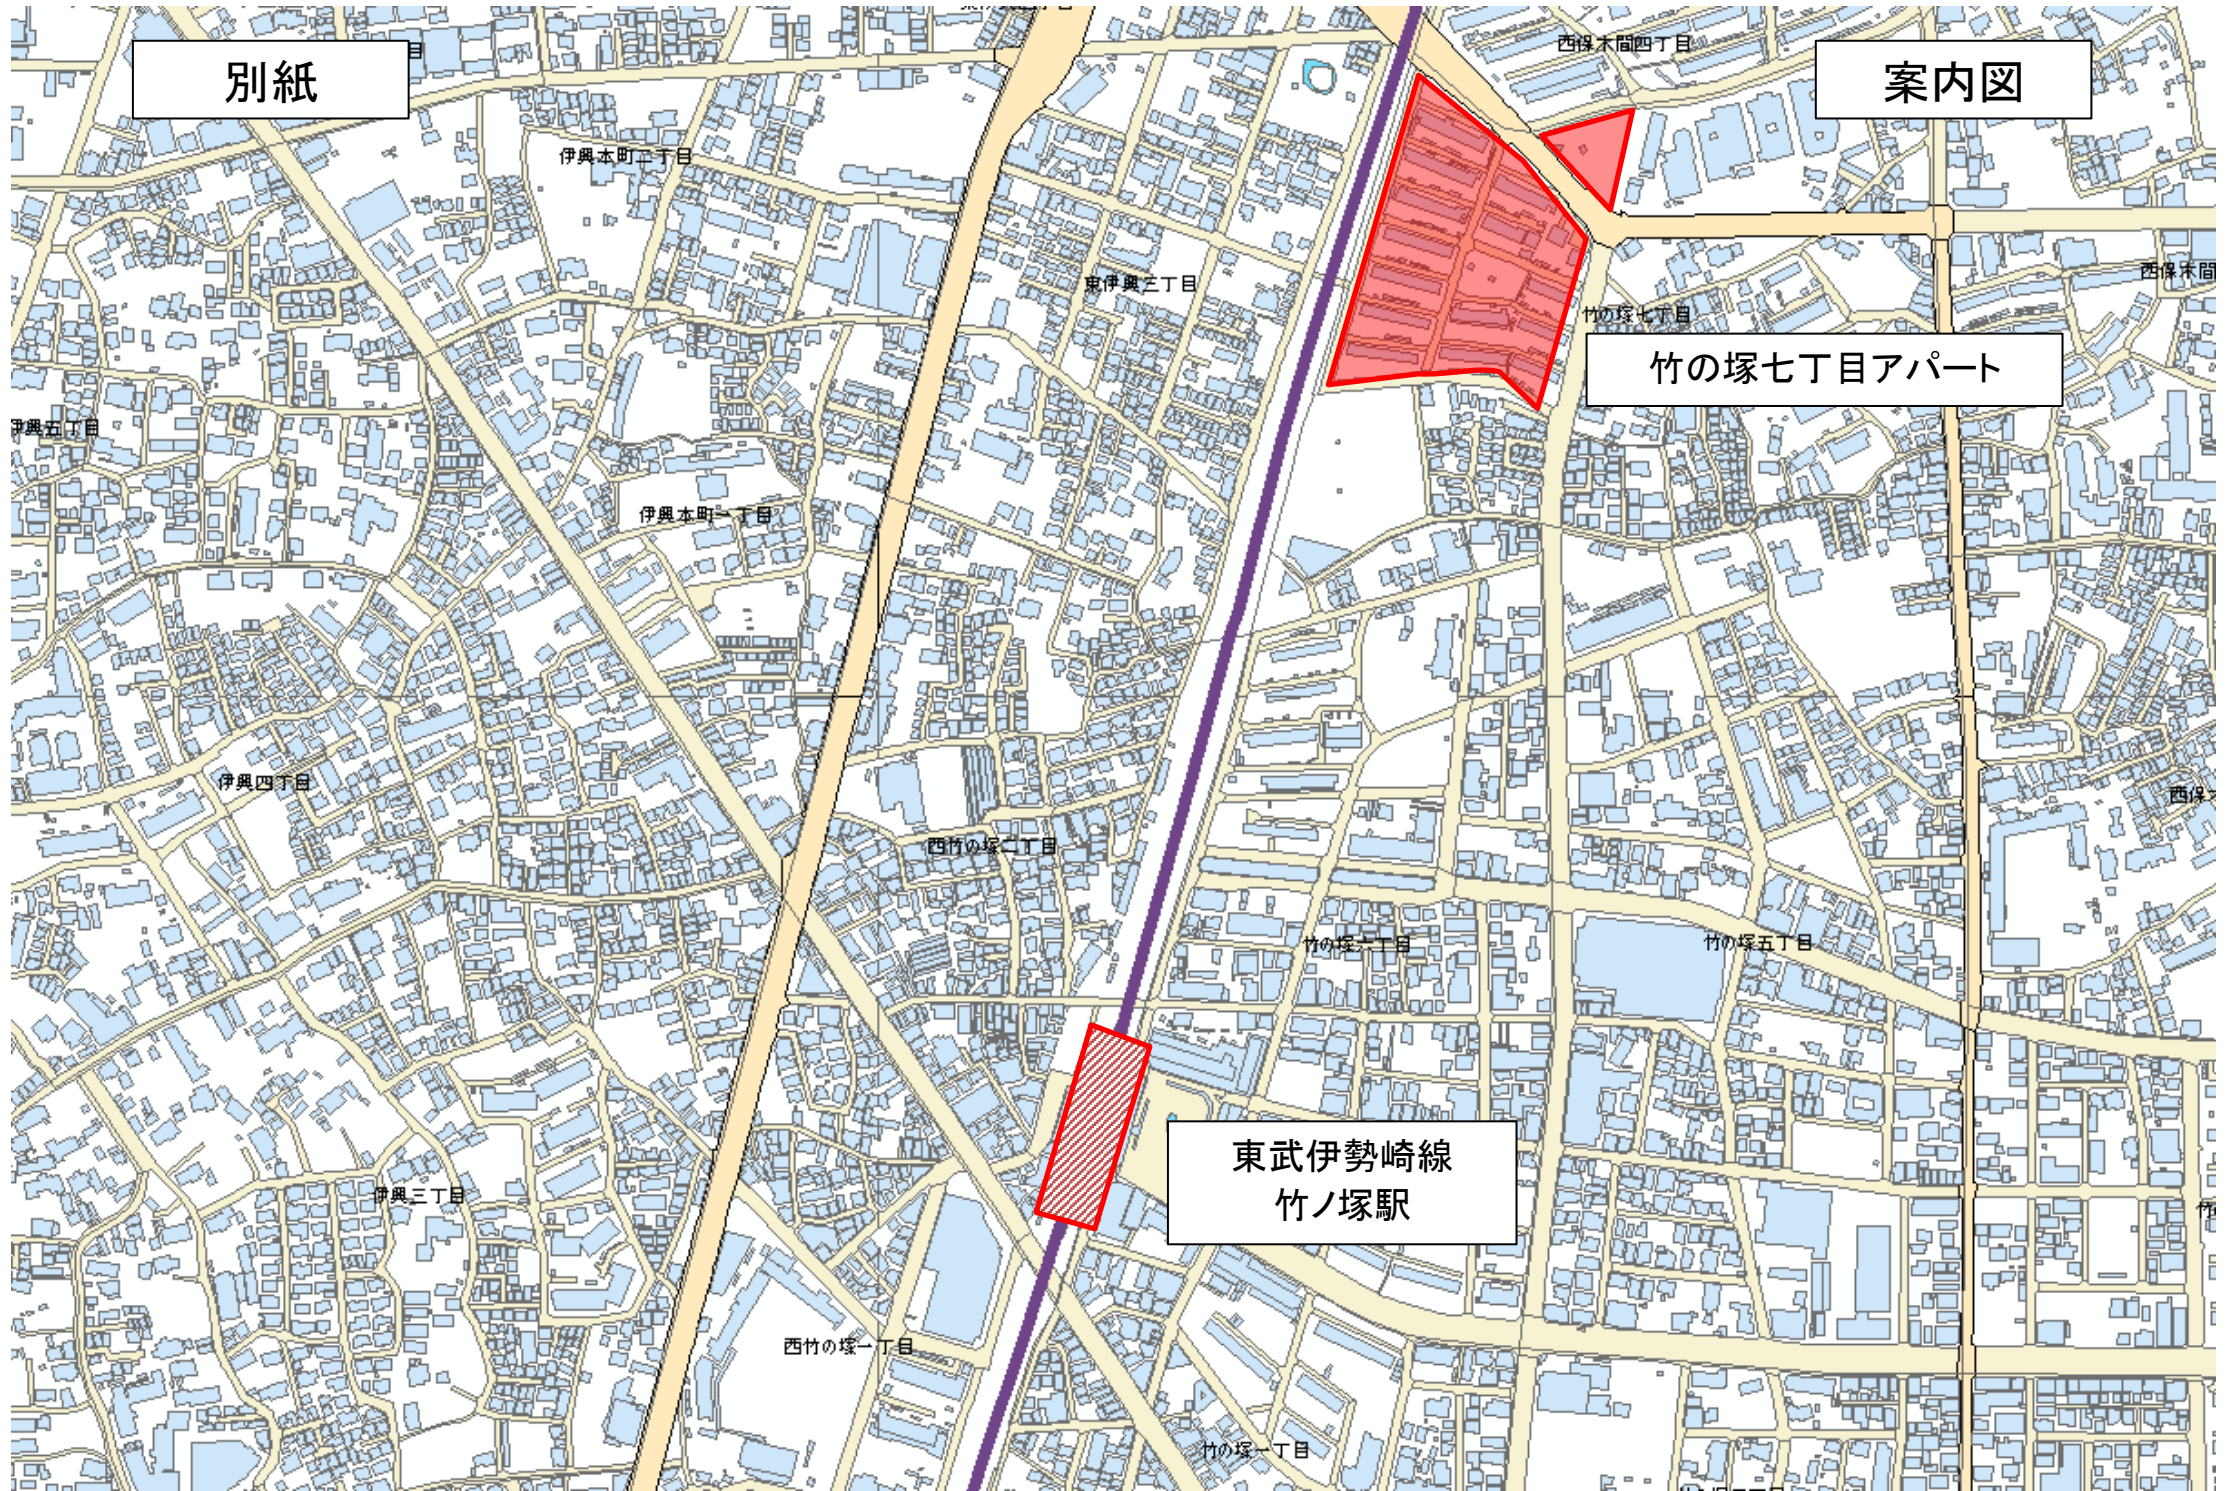 別紙
案内図
西保木間四丁目
伊興本町二丁目
東伊興三丁目
西保木間
竹の塚七丁目
竹の塚七丁目アパート
伊興五丁目
伊興本町一丁目
伊興四丁目
西保木
西竹の塚二丁目
竹の塚六丁目
竹の塚五丁目
東武伊勢崎線
竹ノ塚駅
伊興三丁目
西竹の塚一丁目
竹の塚一丁目